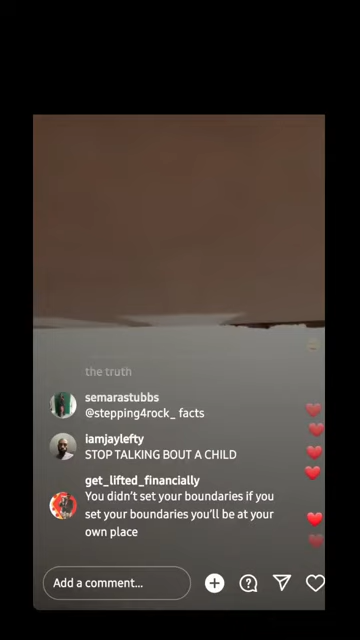 the truth
semarastubbs
@stepping4rock_ facts
iamjaylefty
STOP TALKING BOUT A CHILD
get_lifted_financially
You didn't set your boundaries if you
set your boundaries you'll be at your
own place
Add a comment...